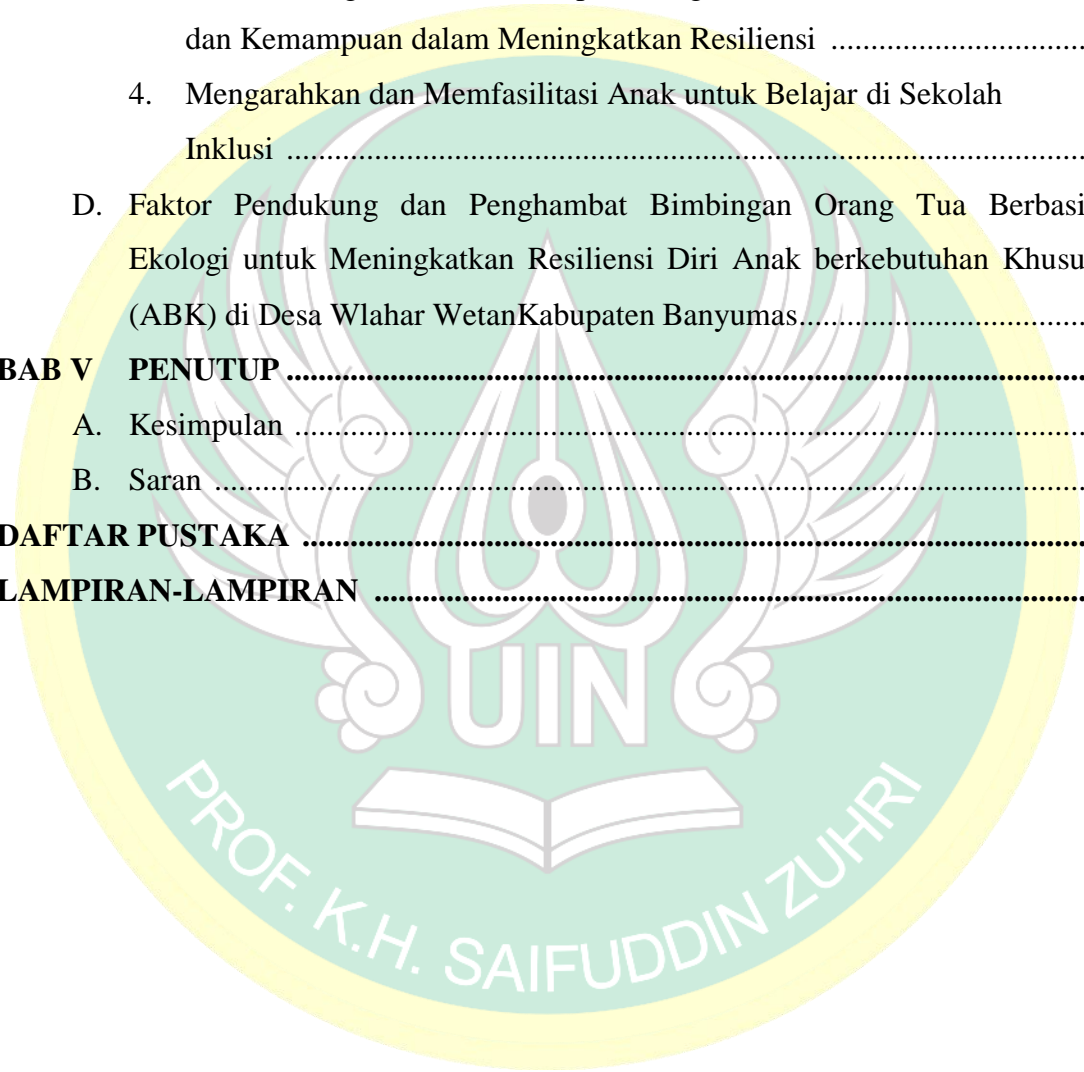 dan Kemampuan dalam Meningkatkan Resiliensi ................................
4. Mengarahkan dan Memfasilitasi Anak untuk Belajar di Sekolah
Inklusi ....................................................................................................
D. Faktor Pendukung dan Penghambat Bimbingan Orang Tua Berbasi
Ekologi untuk Meningkatkan Resiliensi Diri Anak berkebutuhan Khusu
(ABK) di Desa Wlahar WetanKabupaten Banyumas....................................
BAB V PENUTUP ....................................................................................................
A. Kesimpulan ....................................................................................................
B. Saran ....................................................................................................
DAFTAR PUSTAKA ....................................................................................................
LAMPIRAN-LAMPIRAN ..........................................................................................
UIN
PROF. K.H. SAIFUDDIN ZUHRI